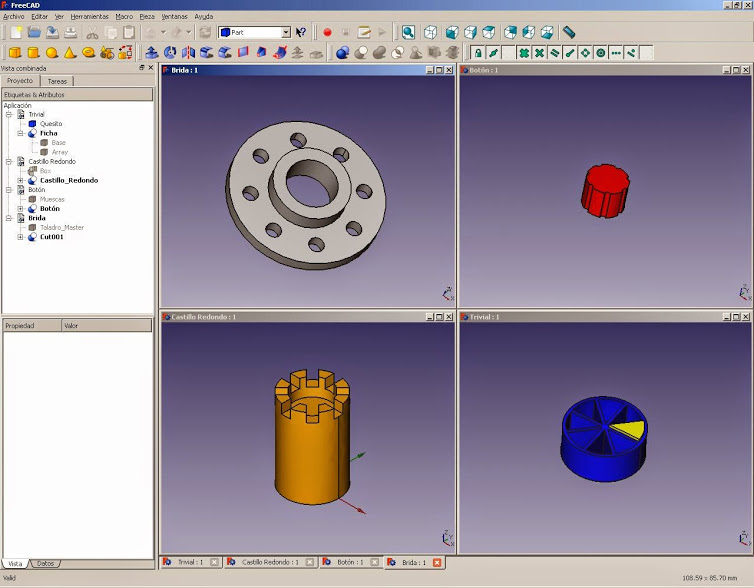 FreeCAD
Archivo Editar Ver Herramientas Macro Pieza Ventanas Ayuda
Part
Vista combinada
Proyecto Tareas
Etiquetas & Atributos
Aplicación
Trivial
Quesito
Ficha
Base
Array
Castillo Redondo
Box
Castillo_Redondo
Botón
Muescas
Botón
Brida
Taladro_Master
Cut001
Propiedad Valor
Vista Datos
Brida : 1
Botón : 1
Castillo Redondo : 1
Trivial : 1
Trivial : 1 Castillo Redondo : 1 Botón : 1 Brida : 1
Valid
108.59 x 85.70 mm